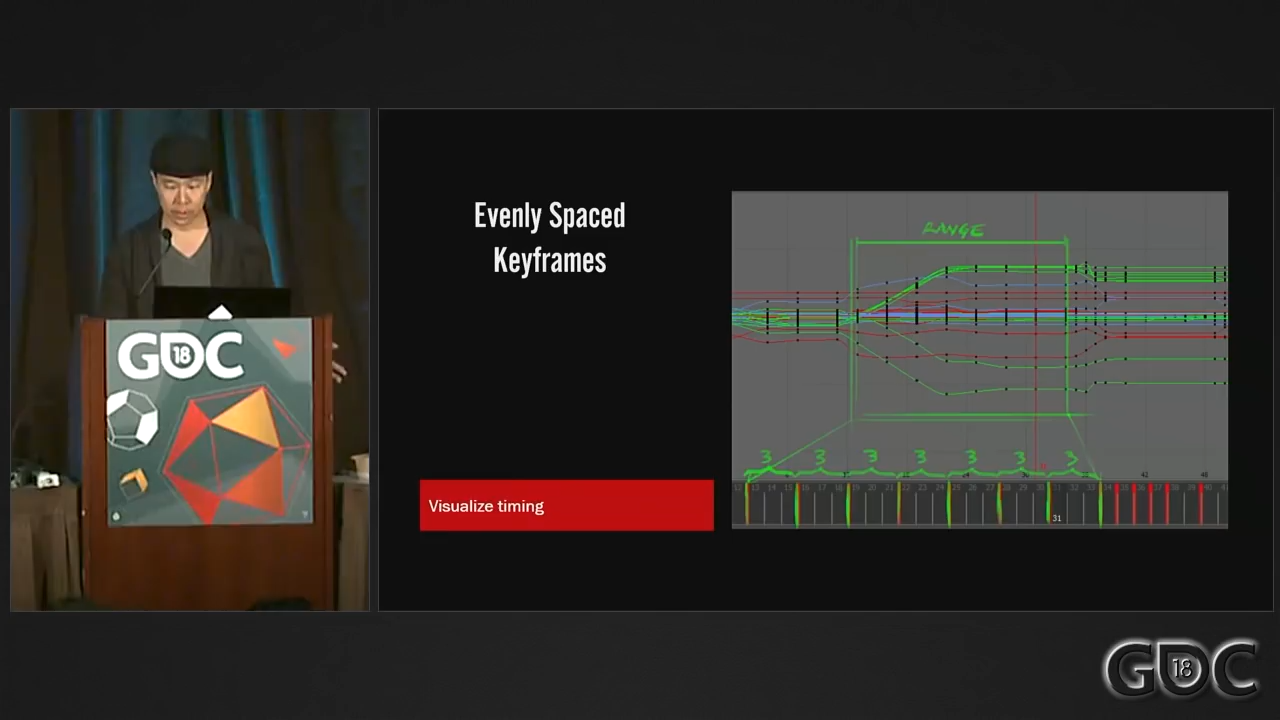 GDC
18
Evenly Spaced
Keyframes
RANGE
3 3 3 3 3 3 3
Visualize timing
31
GDC
18